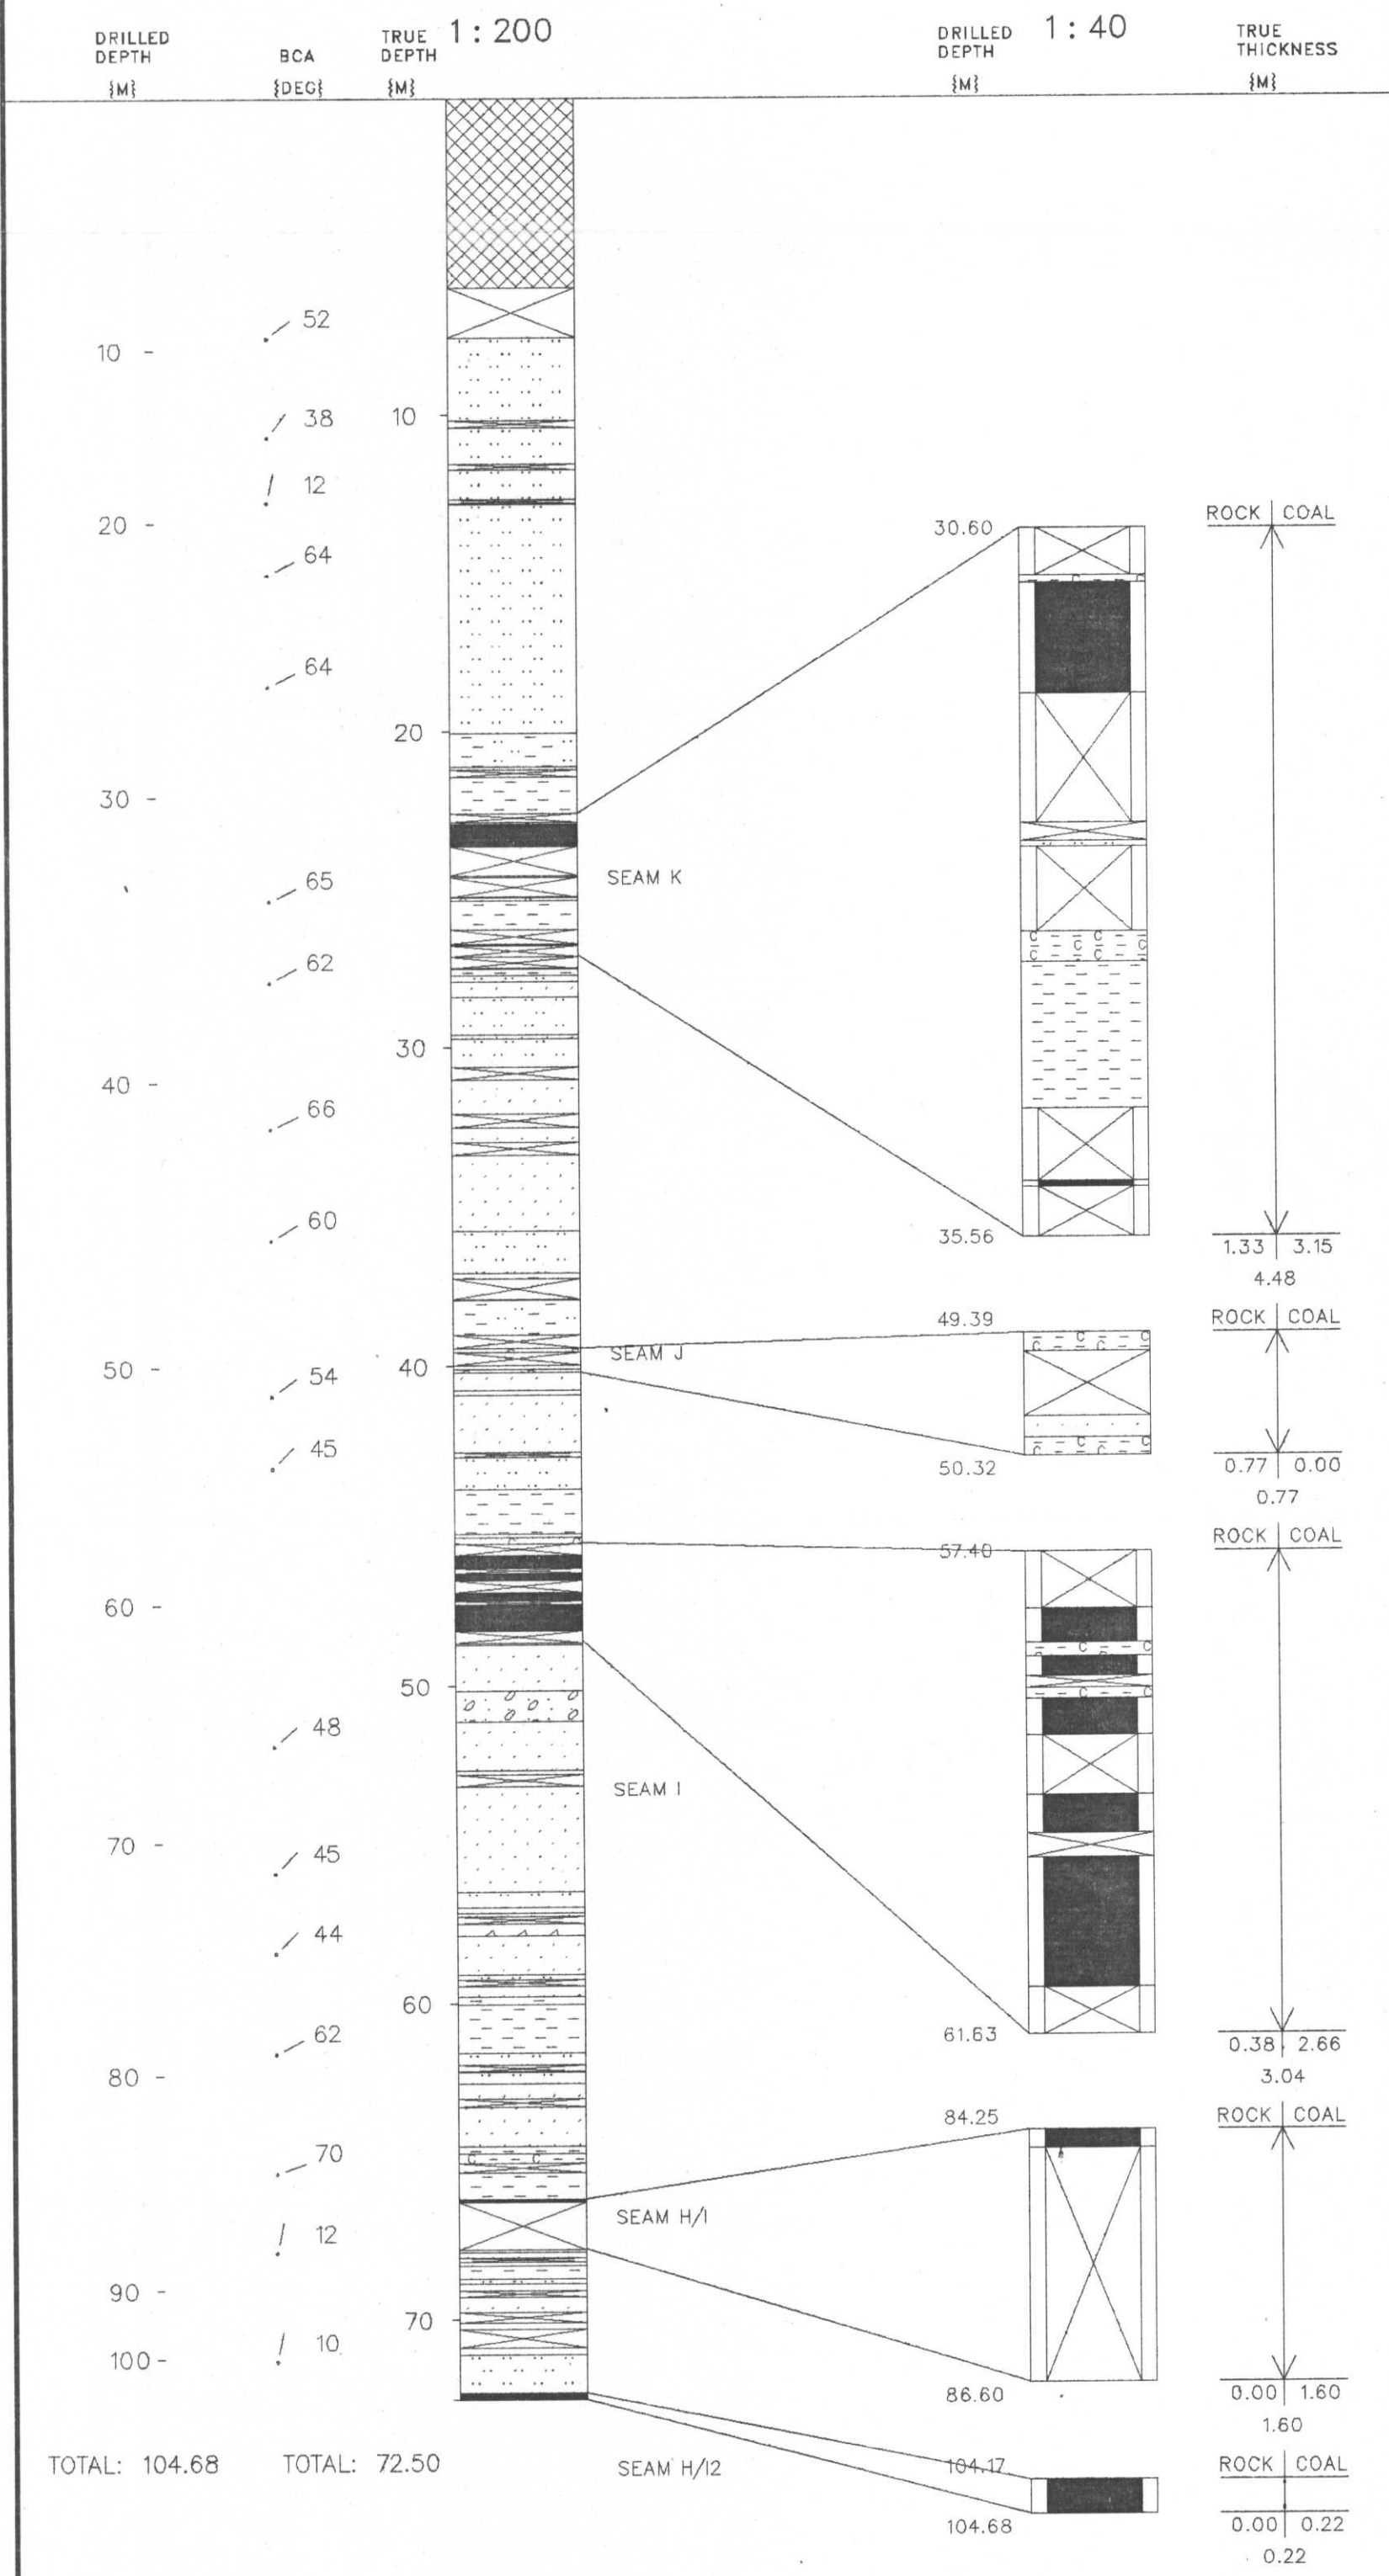 DRILLED DEPTH {M}
BCA {DEG}
TRUE DEPTH {M}
1 : 200
DRILLED DEPTH {M}
1 : 40
TRUE THICKNESS {M}
52
10 -
38
10
12
20 -
30.60
ROCK COAL
64
64
20
30 -
SEAM K
65
62
30
40 -
66
60
35.56
1.33 3.15
4.48
49.39
ROCK COAL
SEAM J
40
50 -
54
45
50.32
0.77 0.00
0.77
57.40
ROCK COAL
60 -
50
48
SEAM I
70 -
45
44
60
62
61.63
0.38 2.66
3.04
80 -
84.25
ROCK COAL
70
SEAM H/1
12
90 -
70
10
100 -
86.60
0.00 1.60
1.60
TOTAL: 104.68
TOTAL: 72.50
SEAM H/12
104.17
ROCK COAL
104.68
0.00 0.22
0.22